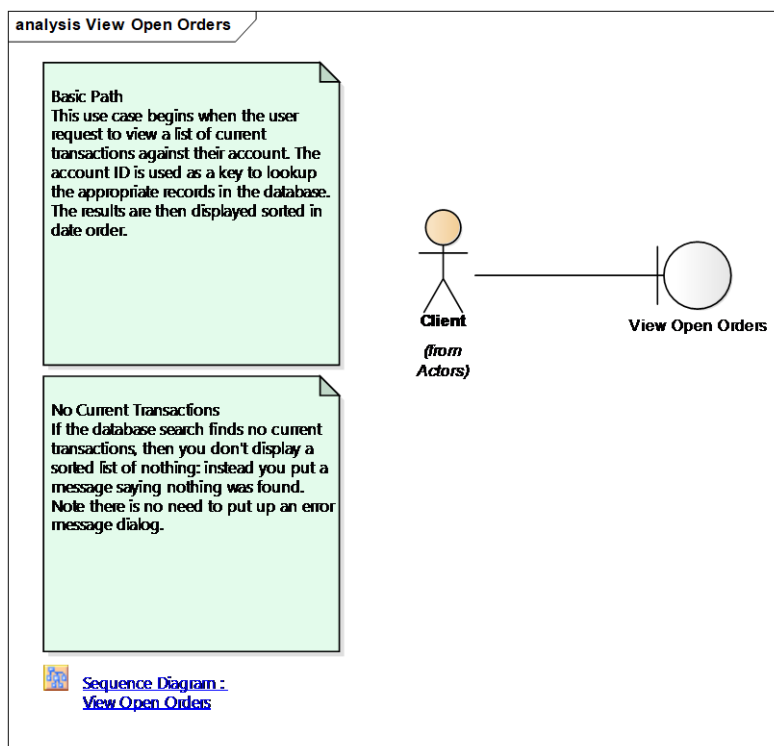 analysis View Open Orders
Basic Path
This use case begins when the user
request to view a list of current
transactions against their account. The
account ID is used as a key to lookup
the appropriate records in the database.
The results are then displayed sorted in
date order.
Client
(from
Actors)
View Open Orders
No Current Transactions
If the database search finds no current
transactions, then you don't display a
sorted list of nothing: instead you put a
message saying nothing was found.
Note there is no need to put up an error
message dialog.
Sequence Diagram :
View Open Orders